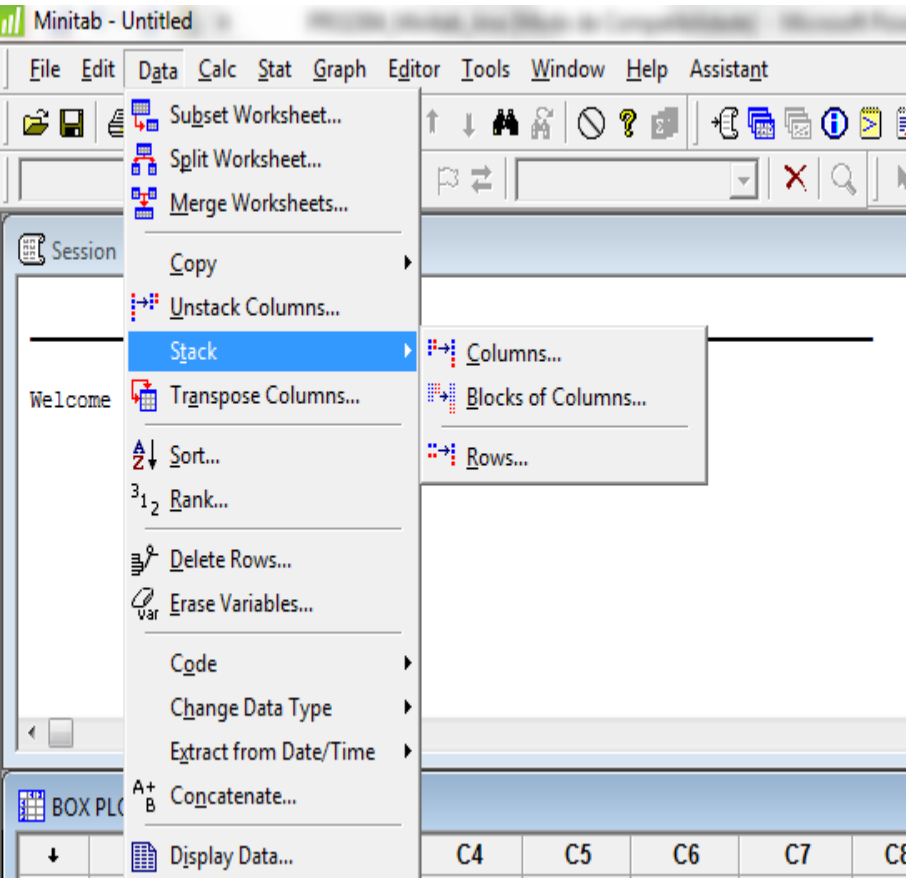 Minitab - Untitled
File Edit Data Calc Stat Graph Editor Tools Window Help Assistant
Subset Worksheet...
Split Worksheet...
Merge Worksheets...
Session
Copy
Unstack Columns...
Stack
Columns...
Welcome
Transpose Columns...
Blocks of Columns...
Sort...
Rows...
Rank...
Delete Rows...
Erase Variables...
Code
Change Data Type
Extract from Date/Time
Concatenate...
BOX PLO
Display Data...
C4 C5 C6 C7 C8